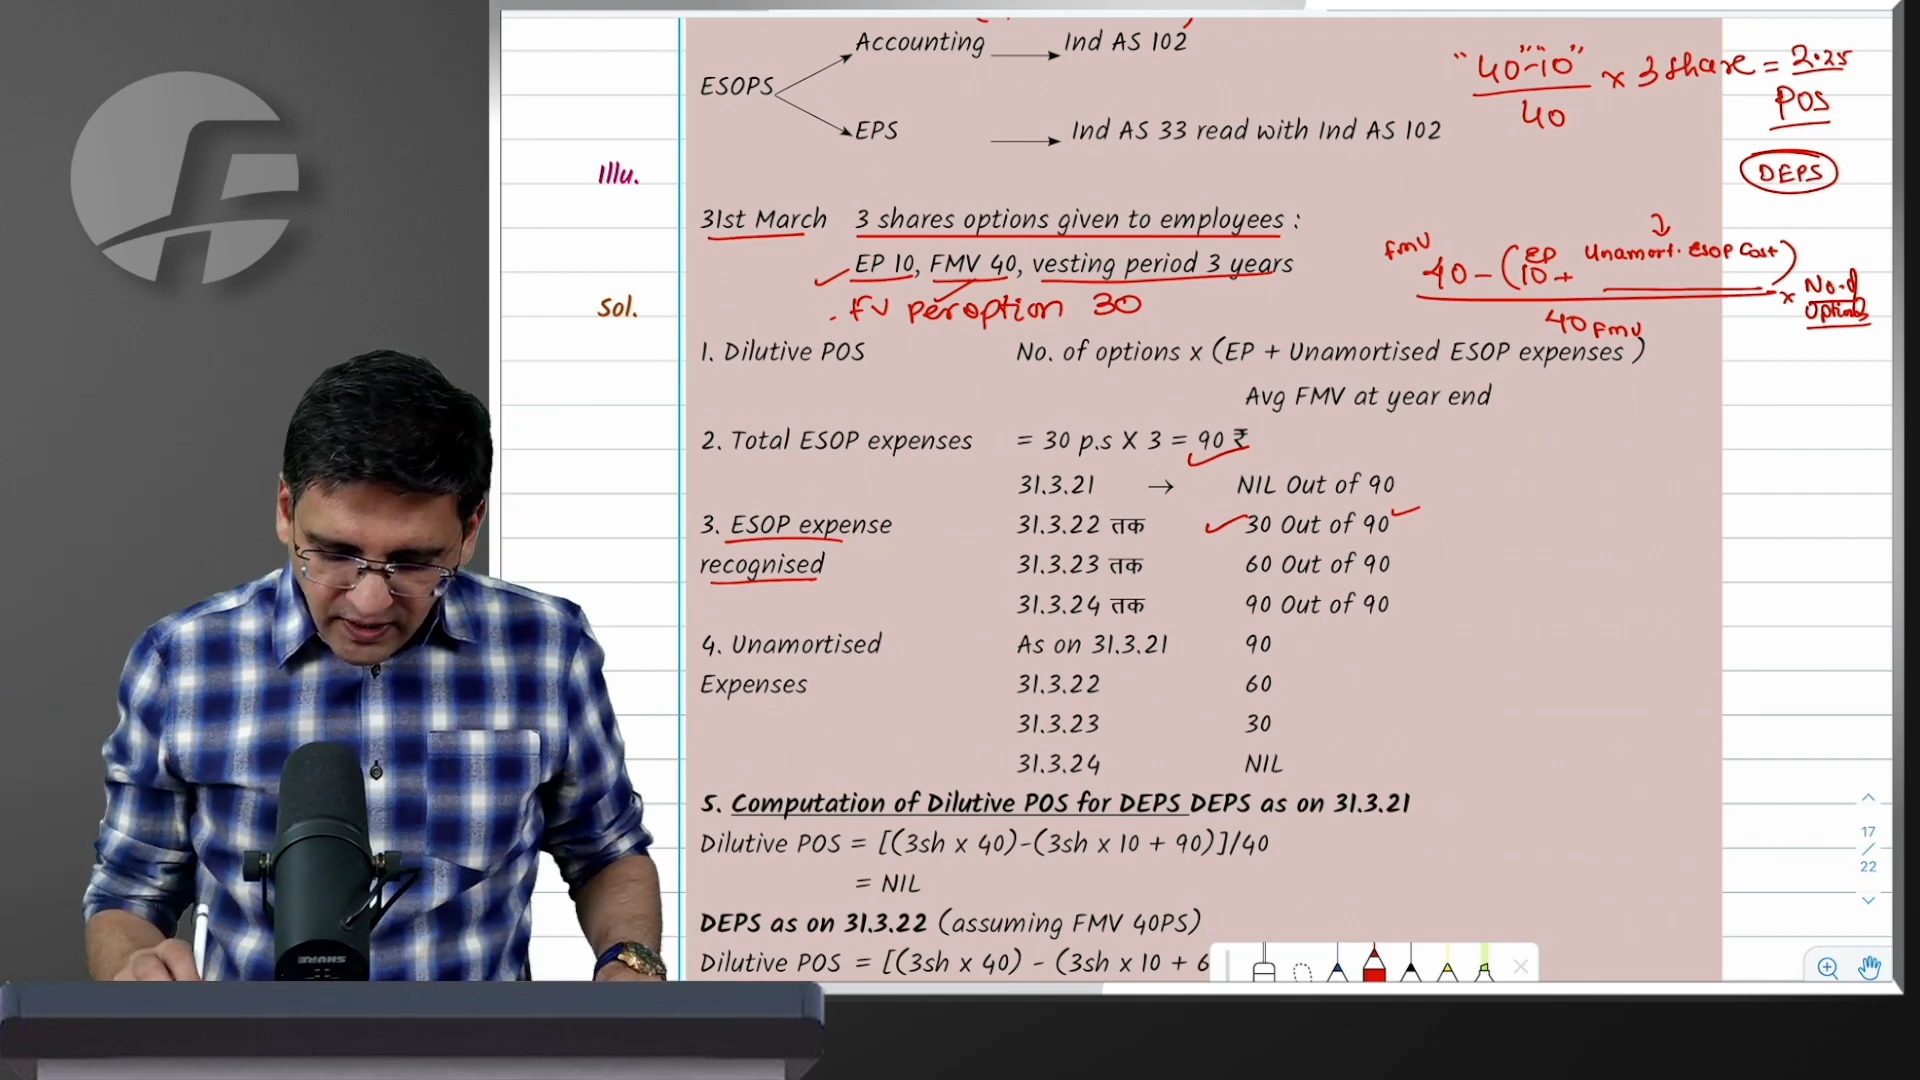 Accounting → Ind AS 102
"40-10" / 40 x 3 share = 2.25
POS
ESOPS
EPS → Ind AS 33 read with Ind AS 102
DEPS
Illu.
31st March 3 shares options given to employees :
EP 10, FMV 40, vesting period 3 years
FMV 40 - (EP 10 + Unamort. ESOP Cost) / 40 FMV x No. of Options
Sol.
FV per option 30
1. Dilutive POS No. of options x (EP + Unamortised ESOP expenses )
Avg FMV at year end
2. Total ESOP expenses = 30 p.s X 3 = 90 ₹
31.3.21 → NIL Out of 90
3. ESOP expense 31.3.22 तक 30 Out of 90
recognised 31.3.23 तक 60 Out of 90
31.3.24 तक 90 Out of 90
4. Unamortised As on 31.3.21 90
Expenses 31.3.22 60
31.3.23 30
31.3.24 NIL
5. Computation of Dilutive POS for DEPS DEPS as on 31.3.21
Dilutive POS = [(3sh x 40)-(3sh x 10 + 90)]/40
= NIL
DEPS as on 31.3.22 (assuming FMV 40PS)
Dilutive POS = [(3sh x 40) - (3sh x 10 + 6
17
/
22
SHURE